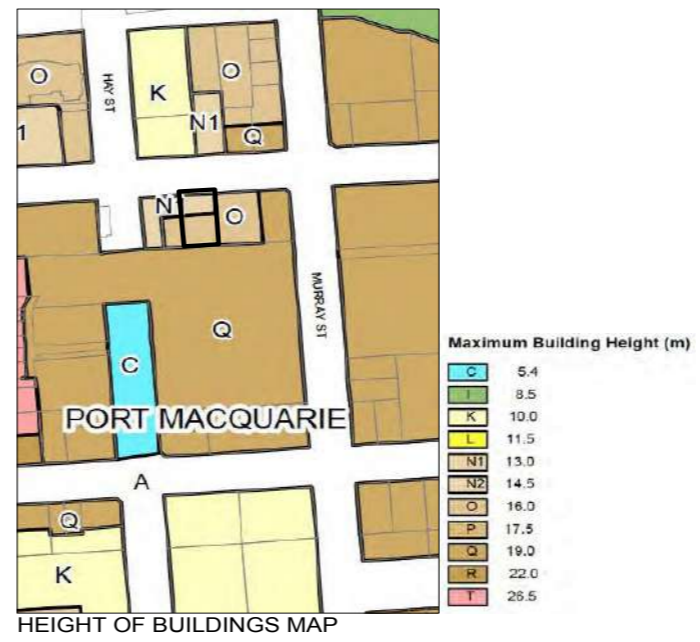 O
HAY ST
K
O
1
N1
Q
N
O
MURRAY ST
Q
C
PORT MACQUARIE
A
Q
K
Maximum Building Height (m)
C 5.4
I 8.5
K 10.0
L 11.5
N1 13.0
N2 14.5
O 16.0
P 17.5
Q 19.0
R 22.0
T 26.5
HEIGHT OF BUILDINGS MAP